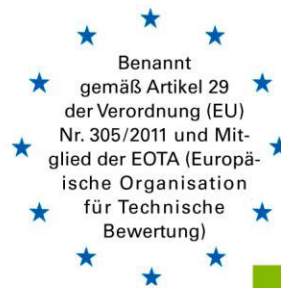 Benannt
gemäß Artikel 29
der Verordnung (EU)
Nr. 305/2011 und Mit-
glied der EOTA (Europä-
ische Organisation
für Technische
Bewertung)